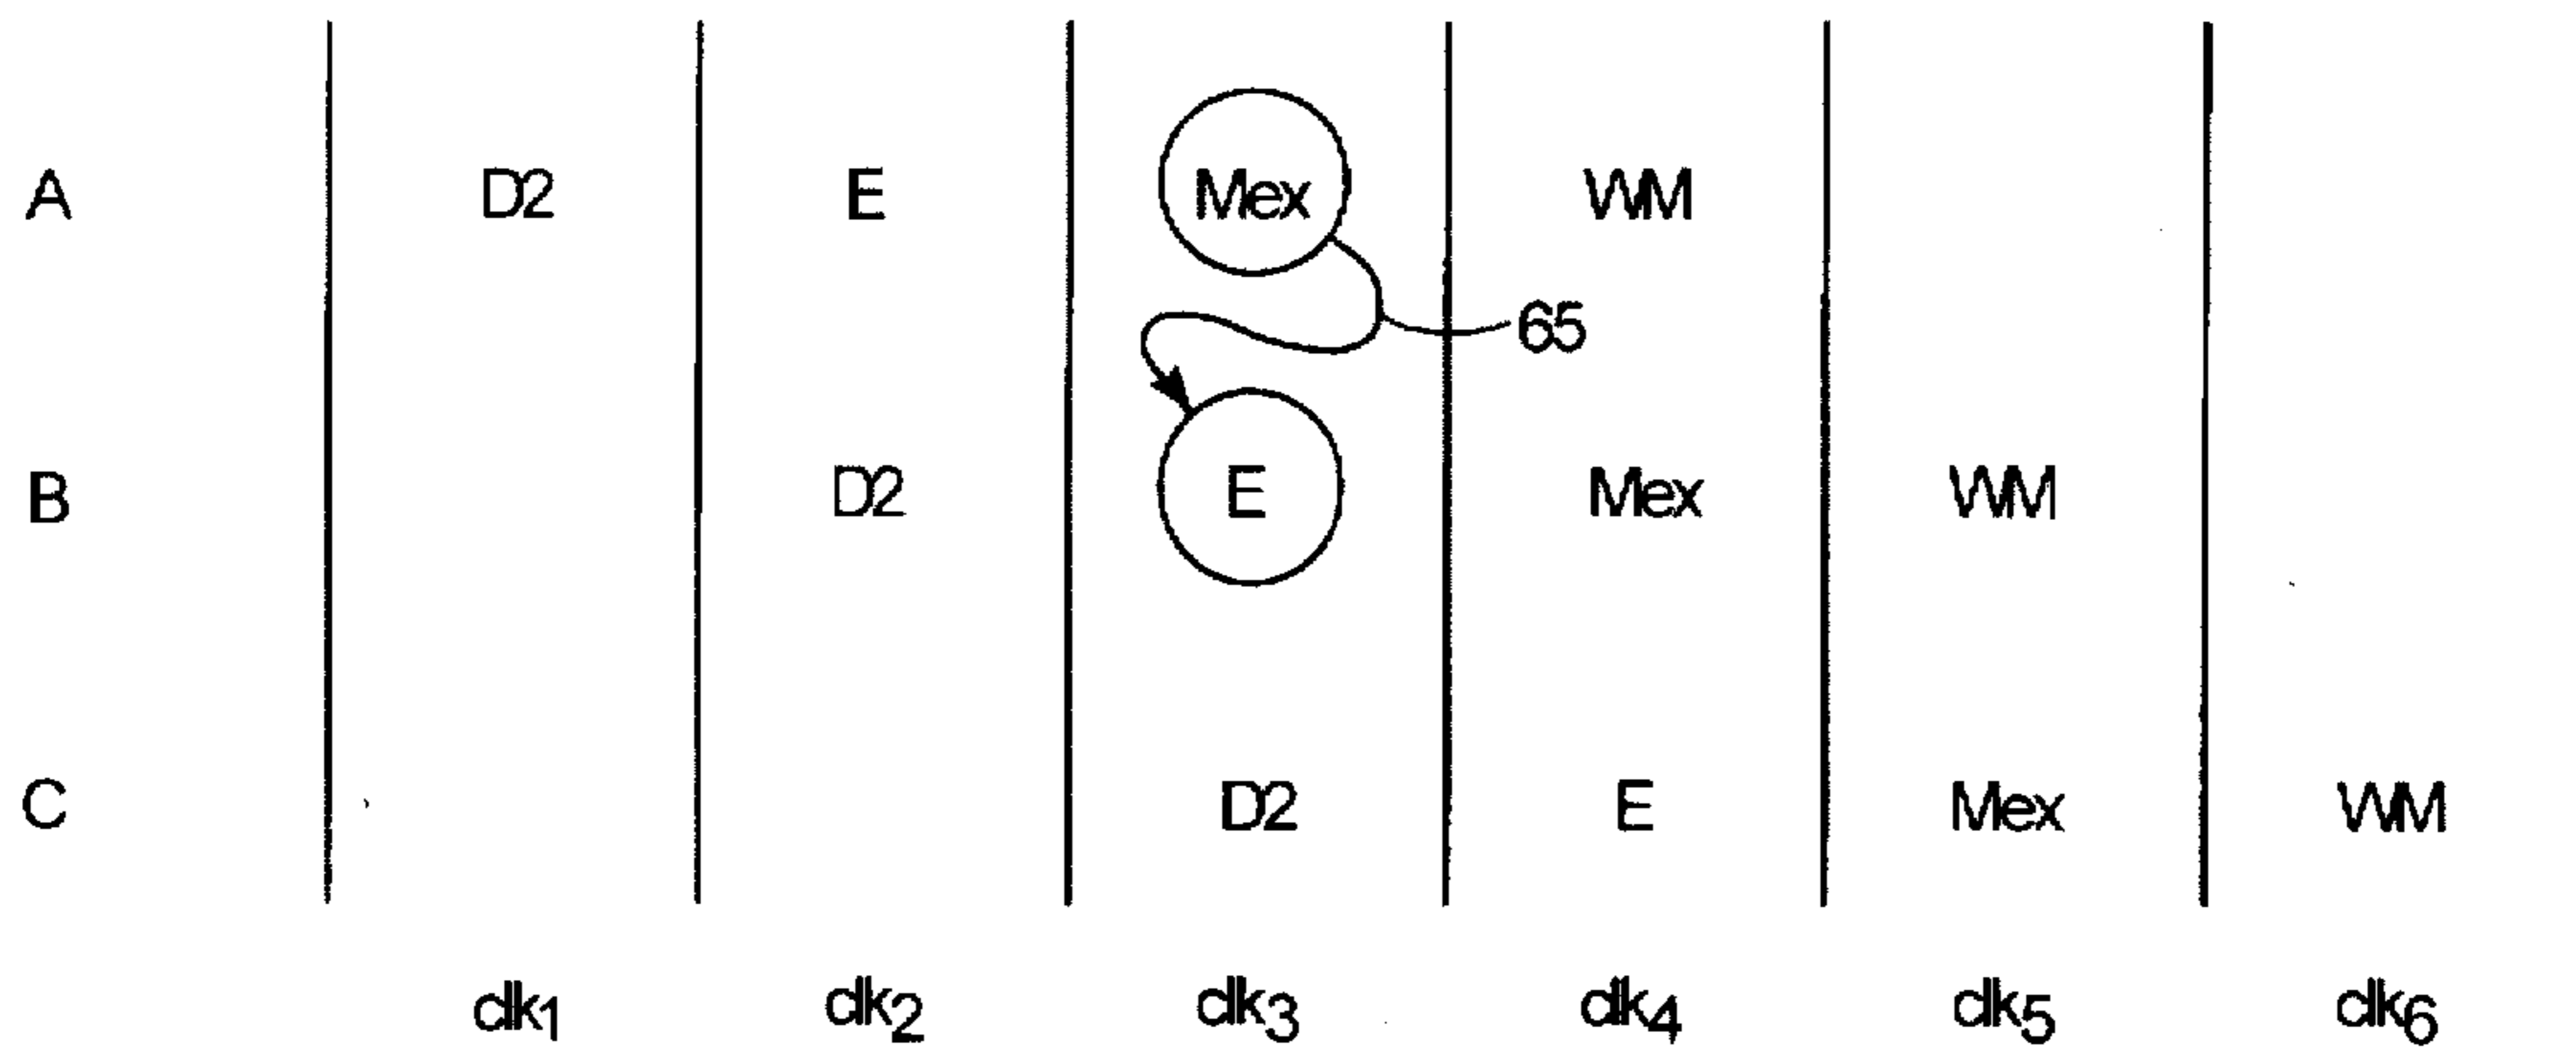 A D2 E Mex WM
65
B D2 E Mex WM
C D2 E Mex WM
clk1 clk2 clk3 clk4 clk5 clk6